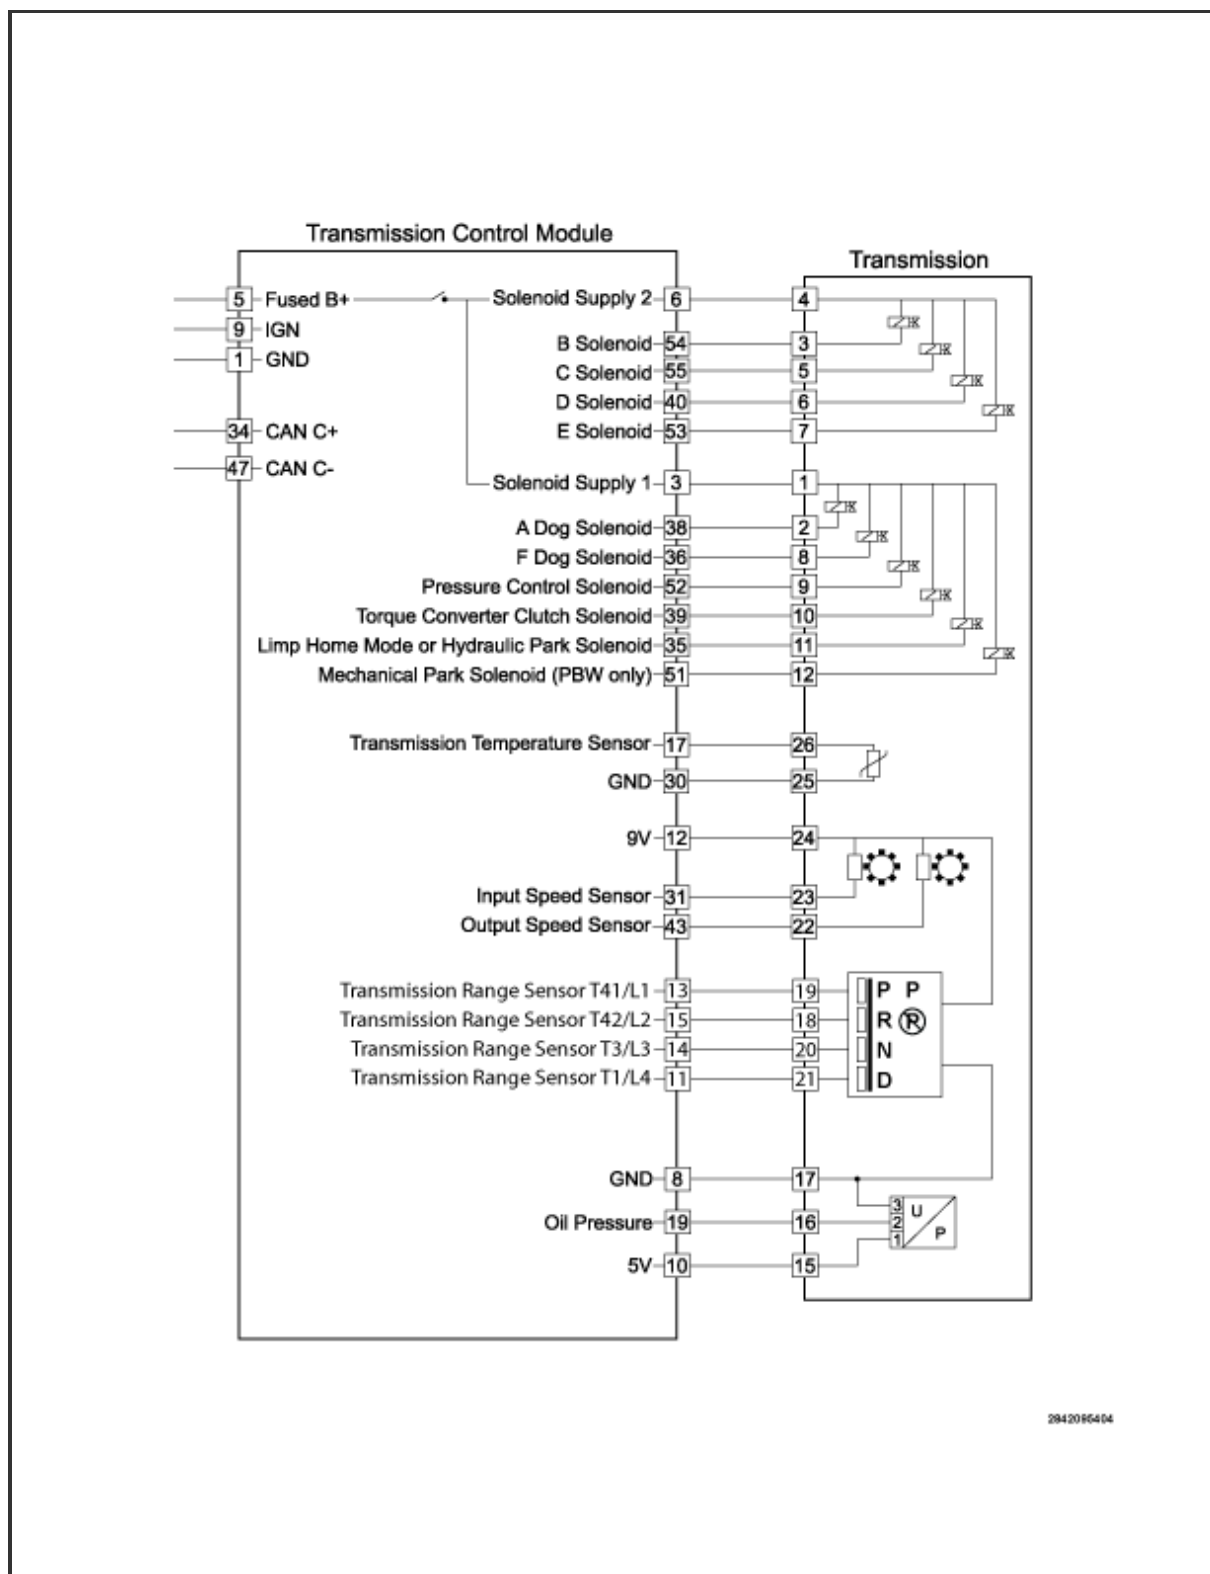 Transmission Control Module
Transmission
5 Fused B+ Solenoid Supply 2 6 4
9 IGN
1 GND
B Solenoid 54 3
C Solenoid 55 5
D Solenoid 40 6
34 CAN C+ E Solenoid 53 7
47 CAN C-
Solenoid Supply 1 3 1
A Dog Solenoid 38 2
F Dog Solenoid 36 8
Pressure Control Solenoid 52 9
Torque Converter Clutch Solenoid 39 10
Limp Home Mode or Hydraulic Park Solenoid 35 11
Mechanical Park Solenoid (PBW only) 51 12
Transmission Temperature Sensor 17 26
GND 30 25
9V 12 24
Input Speed Sensor 31 23
Output Speed Sensor 43 22
Transmission Range Sensor T41/L1 13 19 P P
Transmission Range Sensor T42/L2 15 18 R R
Transmission Range Sensor T3/L3 14 20 N
Transmission Range Sensor T1/L4 11 21 D
GND 8 17
3 U
Oil Pressure 19 16 2 P
1
5V 10 15
2842095404